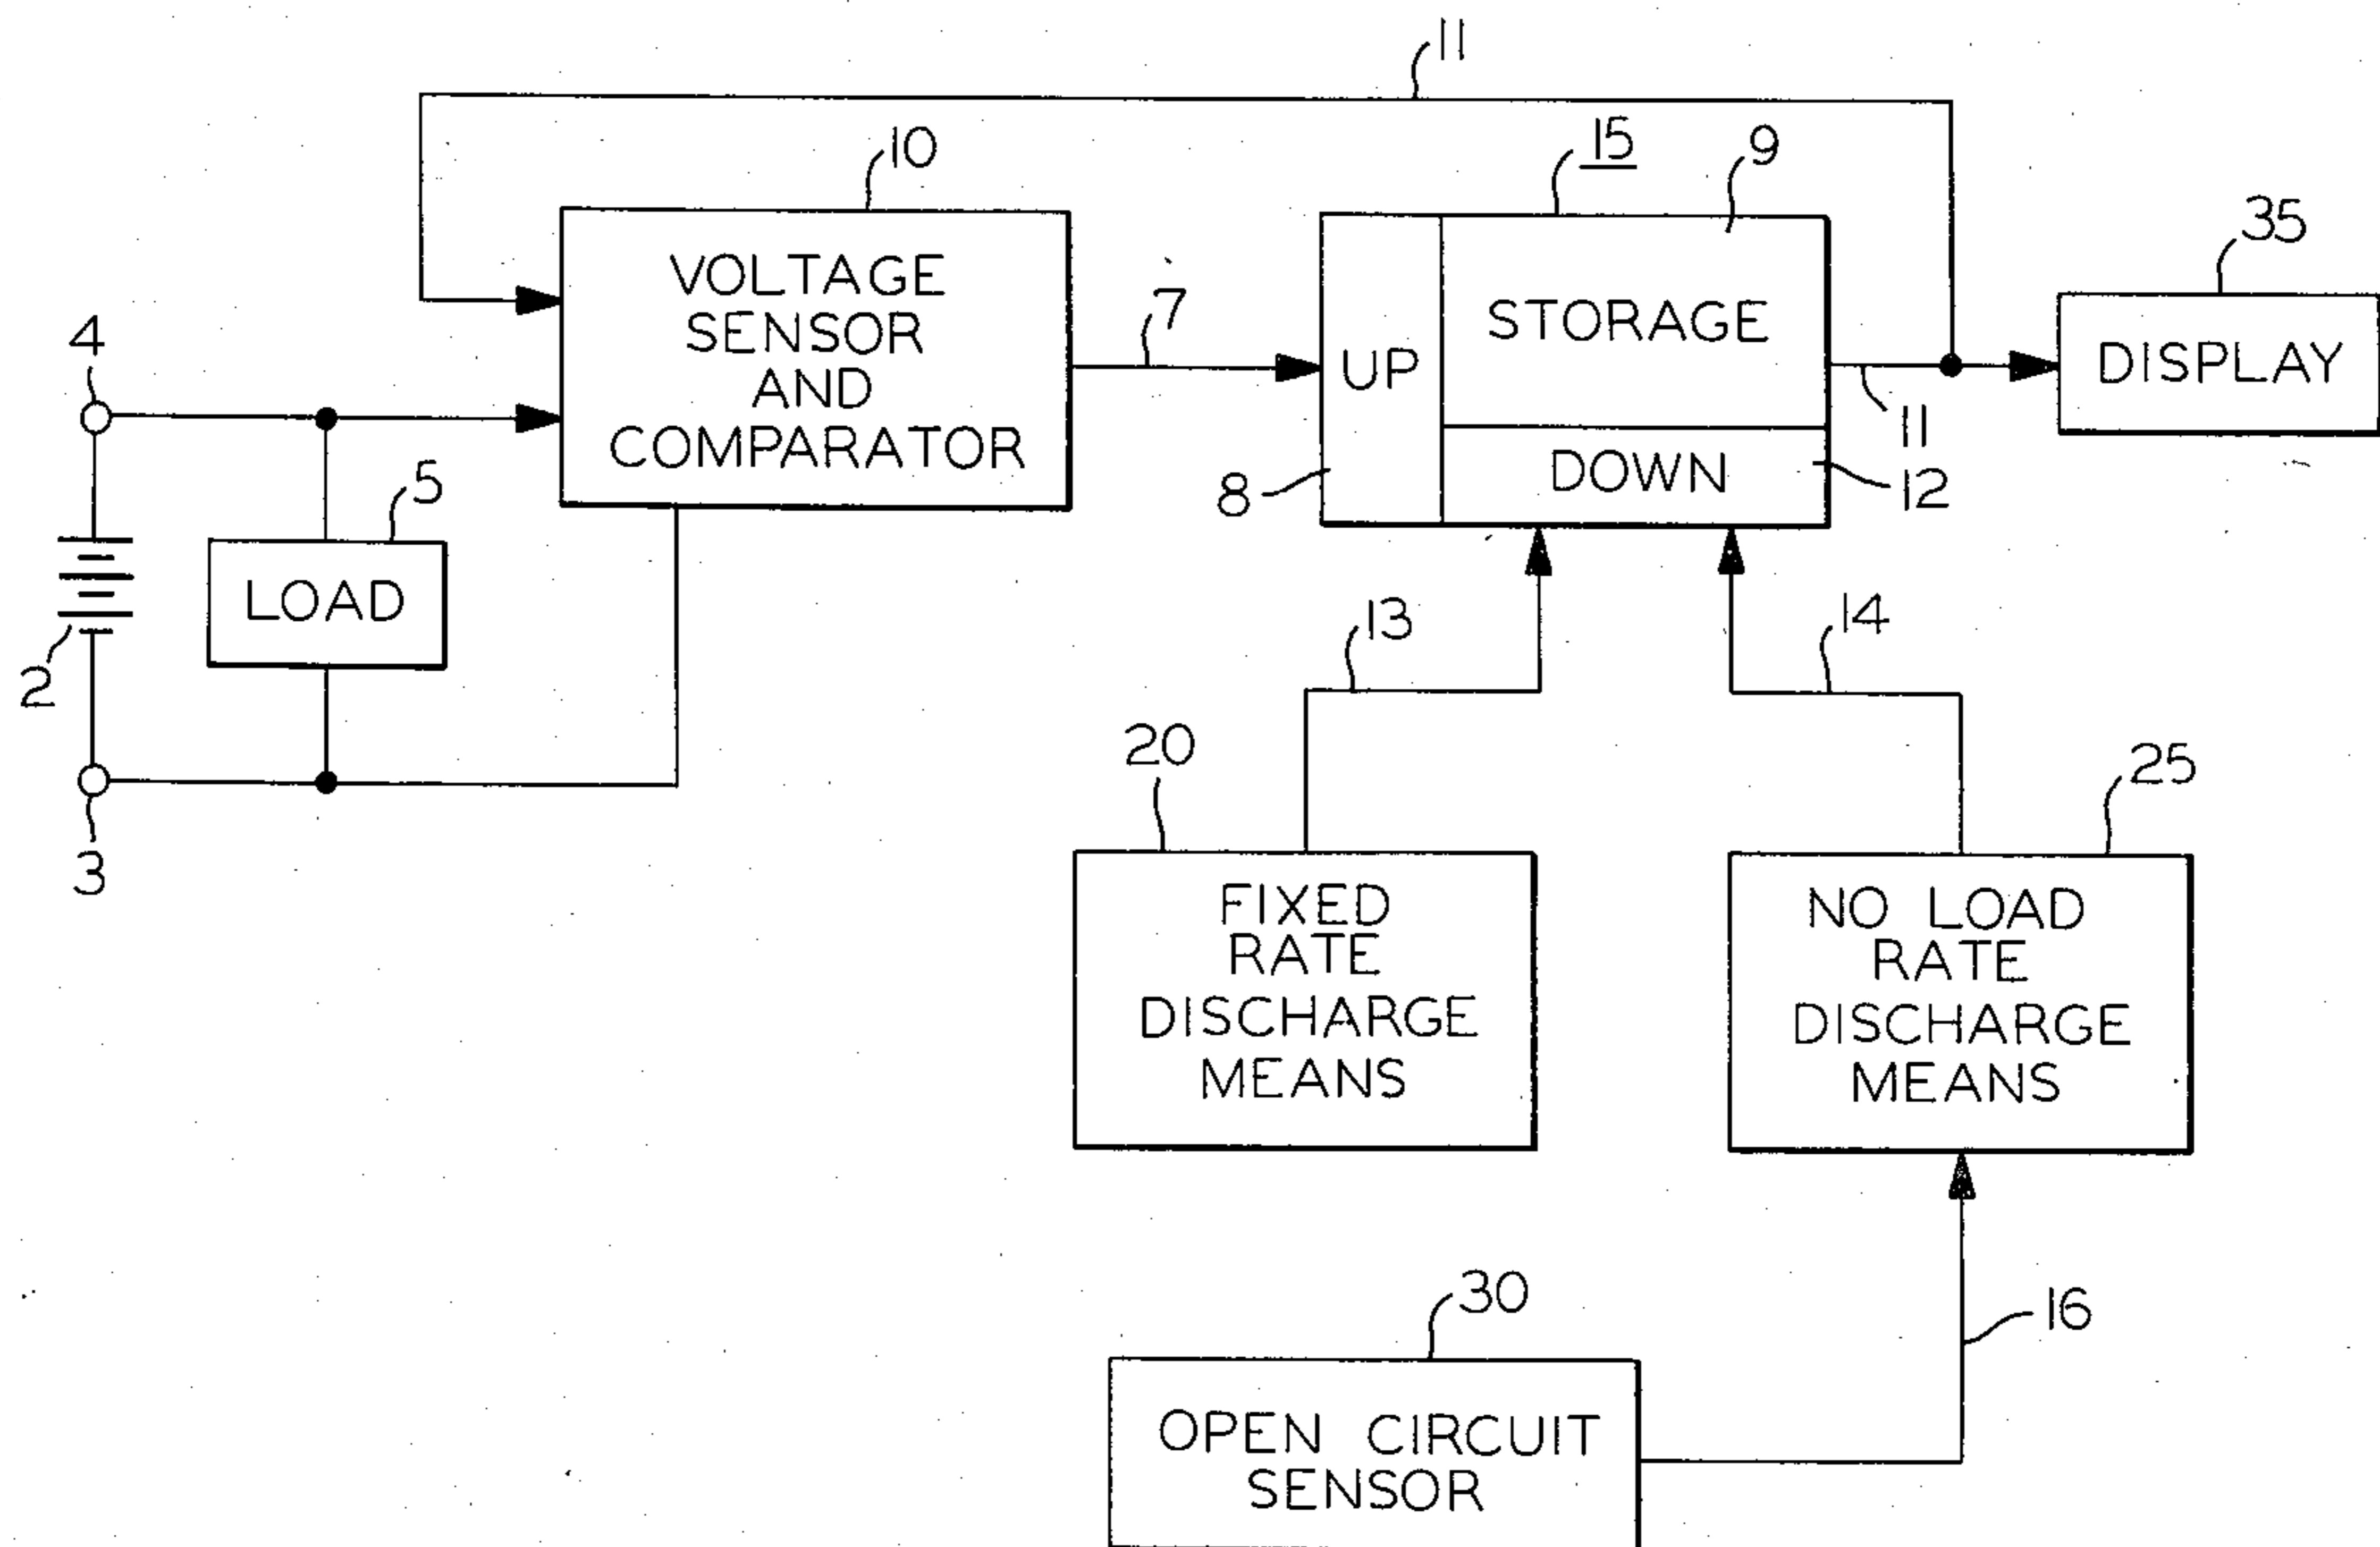 11
10
15
9
35
VOLTAGE
SENSOR
AND
COMPARATOR
7
UP
STORAGE
DOWN
DISPLAY
11
12
8
4
5
LOAD
2
3
13
14
20
25
FIXED
RATE
DISCHARGE
MEANS
NO LOAD
RATE
DISCHARGE
MEANS
16
30
OPEN CIRCUIT
SENSOR